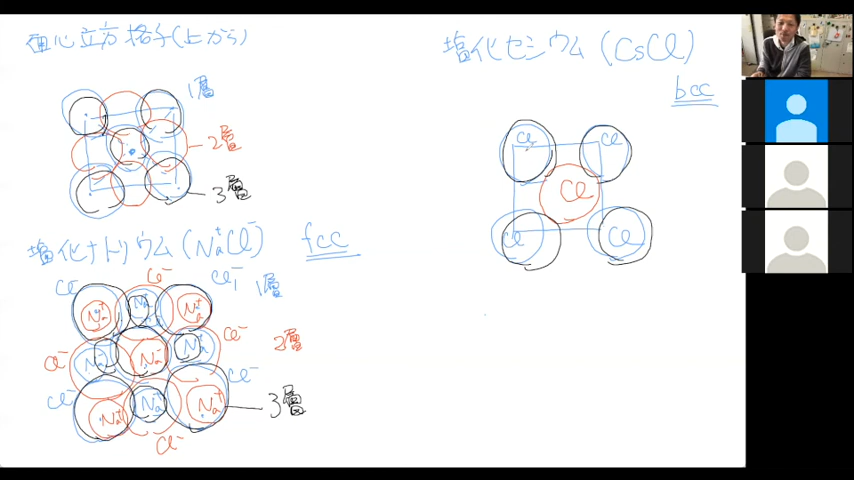 面心立方格子(上から)
1層
2層
3層
塩化ナトリウム(Na⁺Cl⁻) fcc
Cl⁻ Cl⁻ Cl⁻ 1層
Na⁺ Na⁺ Na⁺
Cl⁻ Na⁺ Na⁺ Na⁺ Cl⁻ 2層
Cl⁻ Na⁺ Na⁺ Na⁺ Cl⁻ 3層
Cl⁻
塩化セシウム(CsCl)
bcc
Cl Cl
Cl
Cl Cl